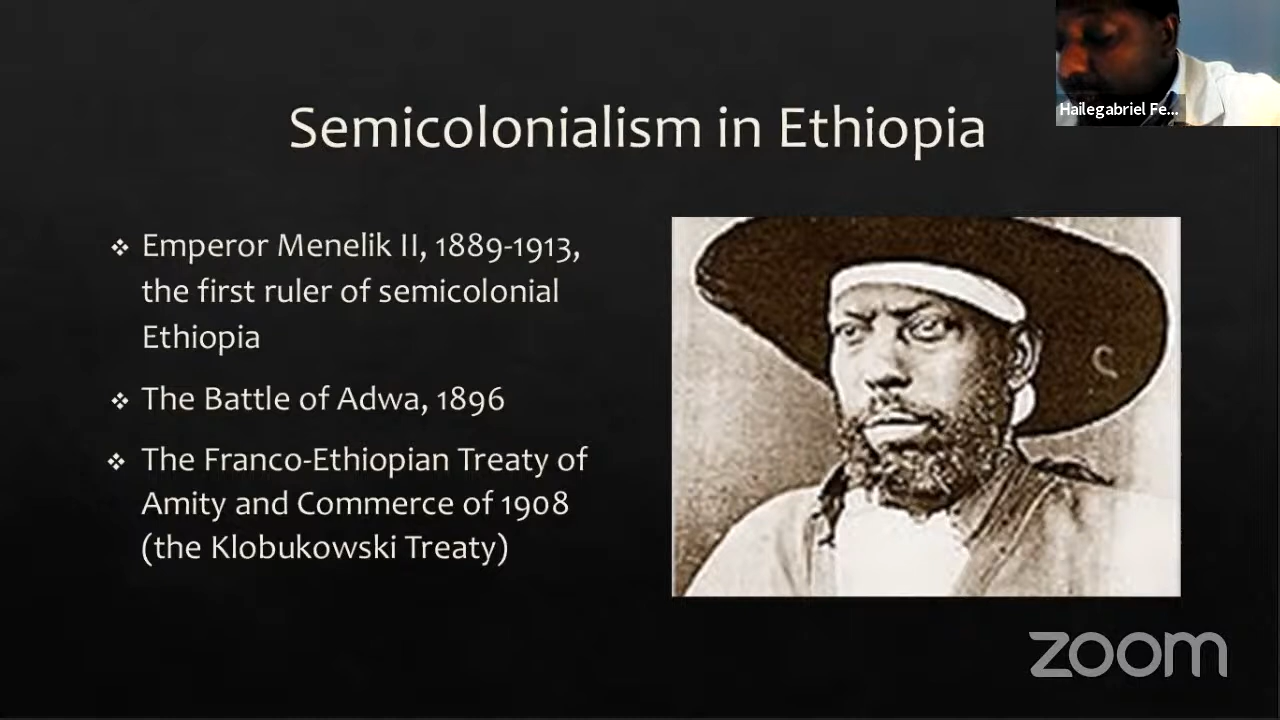 Hailegabriel Fe...
Semicolonialism in Ethiopia
❖ Emperor Menelik II, 1889-1913,
the first ruler of semicolonial
Ethiopia
❖ The Battle of Adwa, 1896
❖ The Franco-Ethiopian Treaty of
Amity and Commerce of 1908
(the Klobukowski Treaty)
zoom